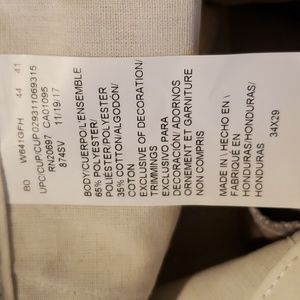 80 W641GFH 44 41
UPC/CUP/CUP029311069315
RN20697 CA01095
11/19/17
874SV
BODY/CUERPO/L'ENSEMBLE
65% POLYESTER/
POLIÉSTER/POLYESTER
35% COTTON/ALGODÓN/
COTON
EXCLUSIVE OF DECORATION/
TRIMMINGS
EXCLUSIVO PARA
DECORACIÓN/ ADORNOS
ORNEMENT ET GARNITURE
NON COMPRIS
MADE IN \ HECHO EN \
FABRIQUÉ EN
HONDURAS/HONDURAS/
HONDURAS
34X29